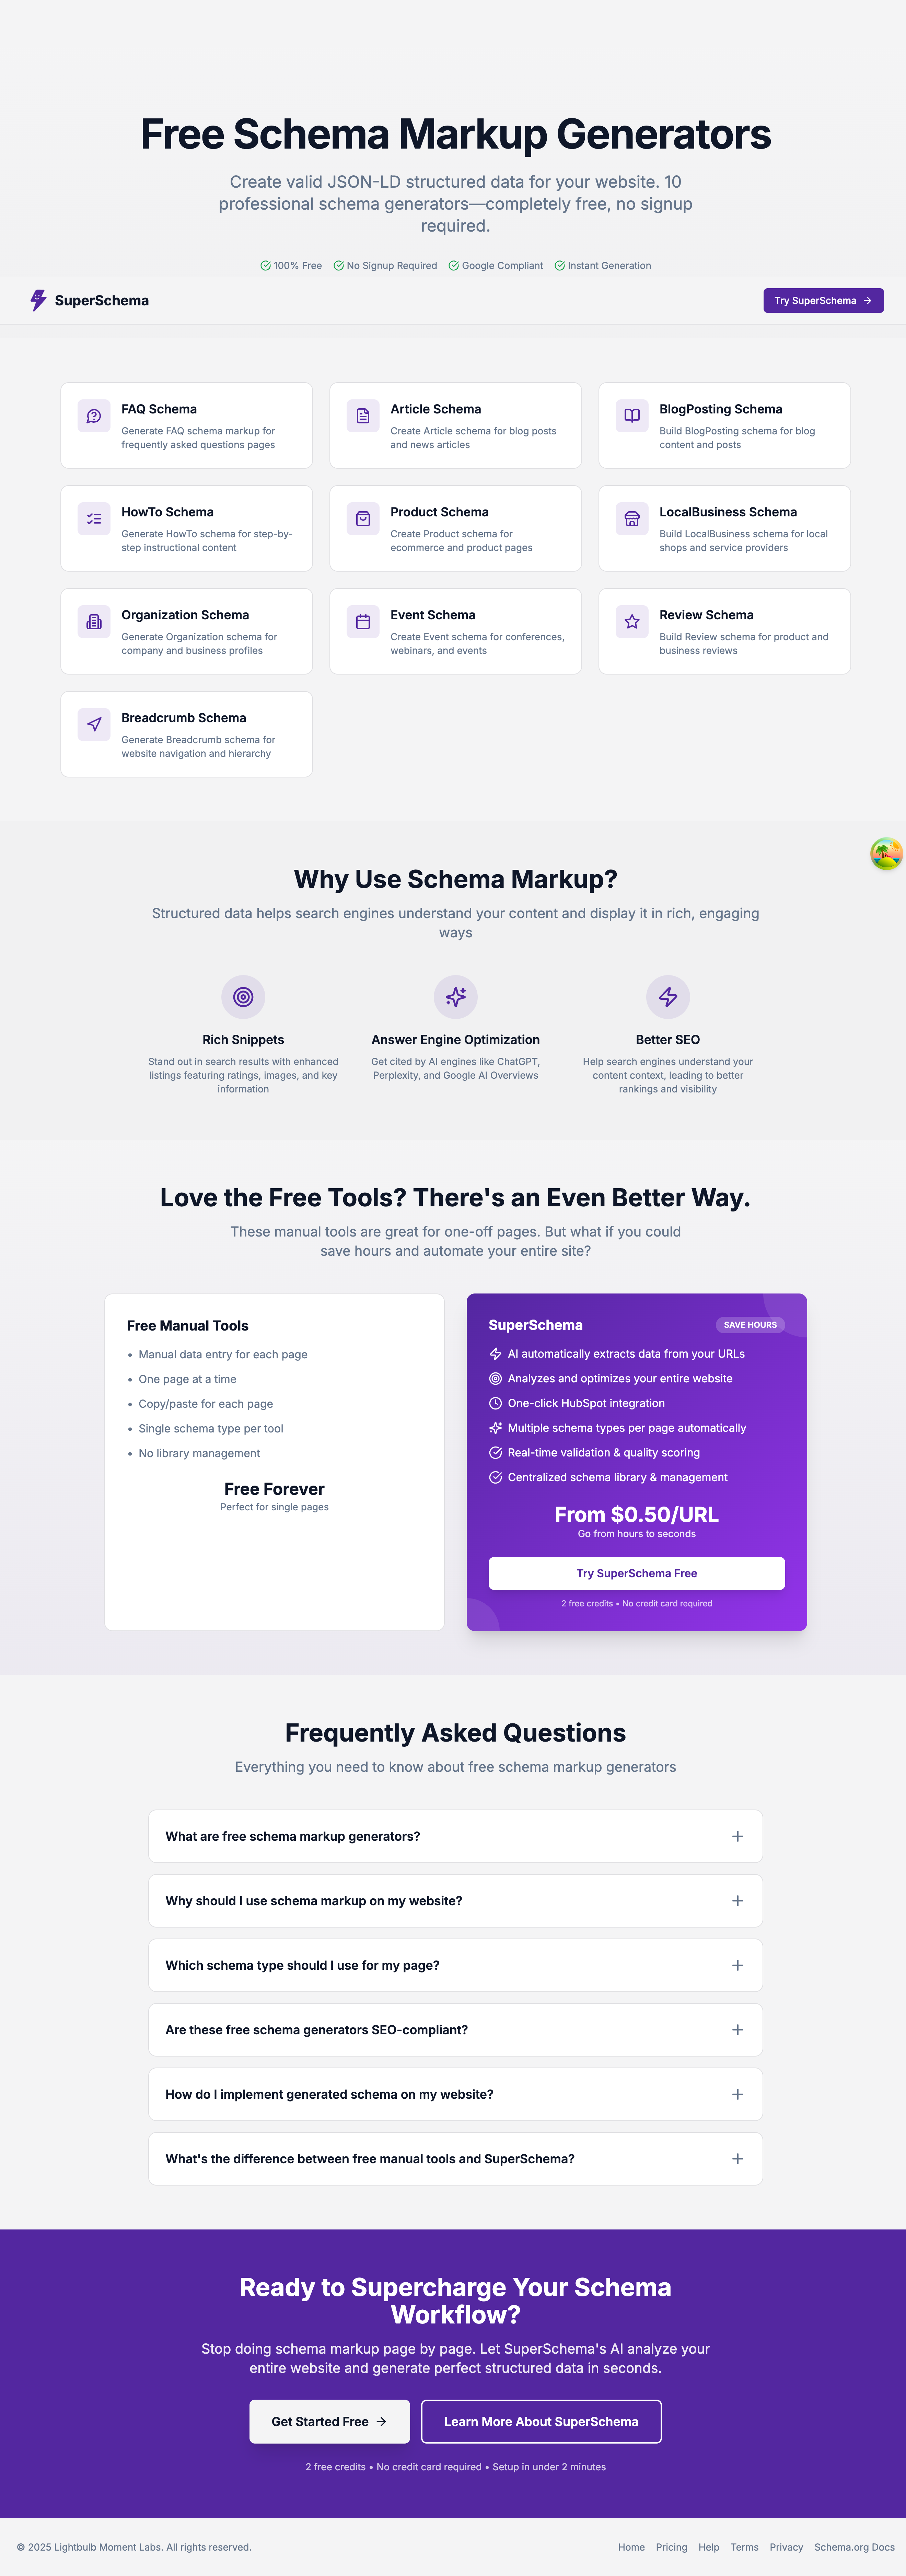 Free Schema Markup Generators
Create valid JSON-LD structured data for your website. 10
professional schema generators—completely free, no signup
required.
100% Free
No Signup Required
Google Compliant
Instant Generation
SuperSchema
Try SuperSchema
FAQ Schema
Generate FAQ schema markup for
frequently asked questions pages
Article Schema
Create Article schema for blog posts
and news articles
BlogPosting Schema
Build BlogPosting schema for blog
content and posts
HowTo Schema
Generate HowTo schema for step-by-
step instructional content
Product Schema
Create Product schema for
ecommerce and product pages
LocalBusiness Schema
Build LocalBusiness schema for local
shops and service providers
Organization Schema
Generate Organization schema for
company and business profiles
Event Schema
Create Event schema for conferences,
webinars, and events
Review Schema
Build Review schema for product and
business reviews
Breadcrumb Schema
Generate Breadcrumb schema for
website navigation and hierarchy
Why Use Schema Markup?
Structured data helps search engines understand your content and display it in rich, engaging
ways
Rich Snippets
Stand out in search results with enhanced
listings featuring ratings, images, and key
information
Answer Engine Optimization
Get cited by AI engines like ChatGPT,
Perplexity, and Google AI Overviews
Better SEO
Help search engines understand your
content context, leading to better
rankings and visibility
Love the Free Tools? There's an Even Better Way.
These manual tools are great for one-off pages. But what if you could
save hours and automate your entire site?
Free Manual Tools
• Manual data entry for each page
• One page at a time
• Copy/paste for each page
• Single schema type per tool
• No library management
Free Forever
Perfect for single pages
SuperSchema
SAVE HOURS
AI automatically extracts data from your URLs
Analyzes and optimizes your entire website
One-click HubSpot integration
Multiple schema types per page automatically
Real-time validation & quality scoring
Centralized schema library & management
From $0.50/URL
Go from hours to seconds
Try SuperSchema Free
2 free credits • No credit card required
Frequently Asked Questions
Everything you need to know about free schema markup generators
What are free schema markup generators?
Why should I use schema markup on my website?
Which schema type should I use for my page?
Are these free schema generators SEO-compliant?
How do I implement generated schema on my website?
What's the difference between free manual tools and SuperSchema?
Ready to Supercharge Your Schema
Workflow?
Stop doing schema markup page by page. Let SuperSchema's AI analyze your
entire website and generate perfect structured data in seconds.
Get Started Free
Learn More About SuperSchema
2 free credits • No credit card required • Setup in under 2 minutes
© 2025 Lightbulb Moment Labs. All rights reserved.
Home
Pricing
Help
Terms
Privacy
Schema.org Docs